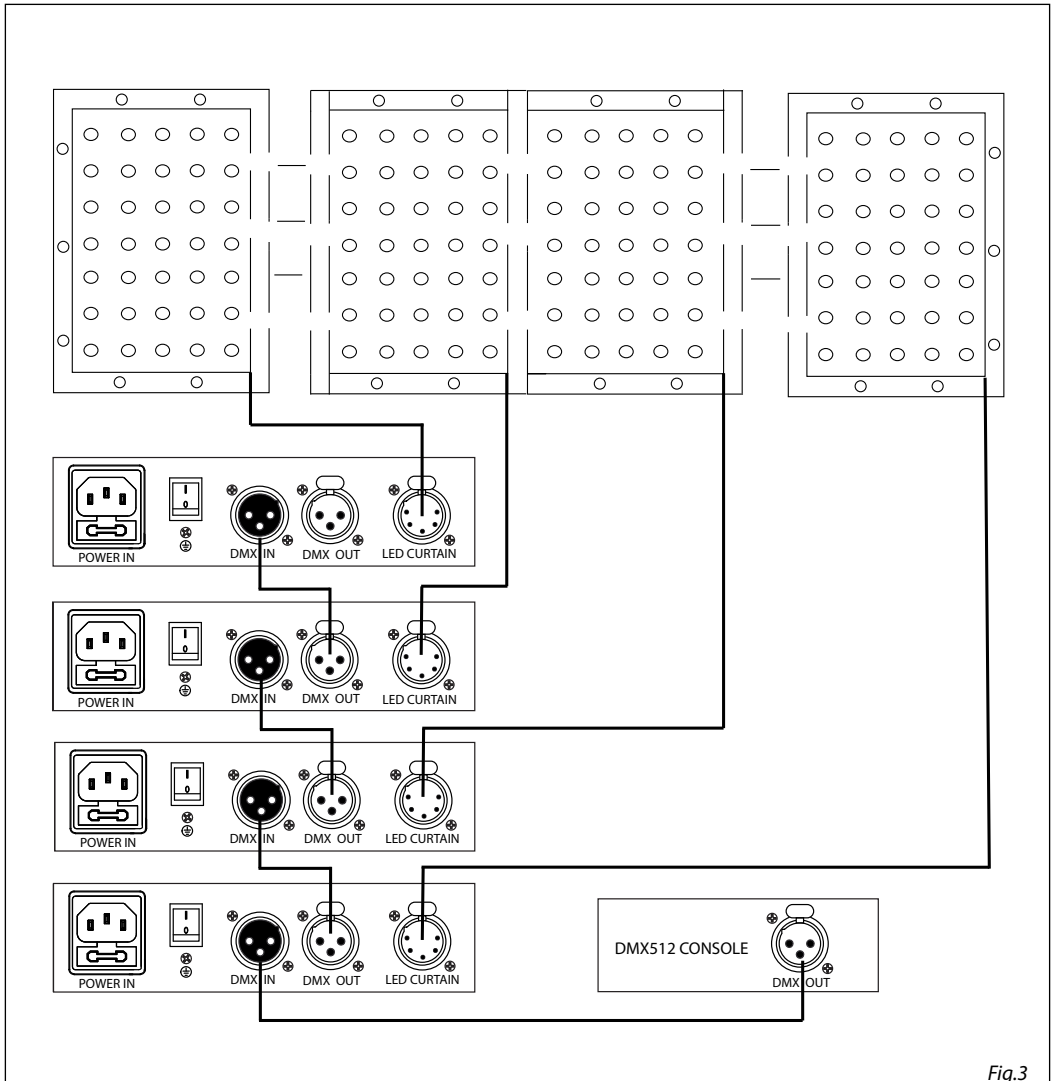 I
O
POWER IN
DMX IN
DMX OUT
LED CURTAIN
I
O
POWER IN
DMX IN
DMX OUT
LED CURTAIN
I
O
POWER IN
DMX IN
DMX OUT
LED CURTAIN
I
O
POWER IN
DMX IN
DMX OUT
LED CURTAIN
DMX512 CONSOLE
DMX OUT
Fig.3